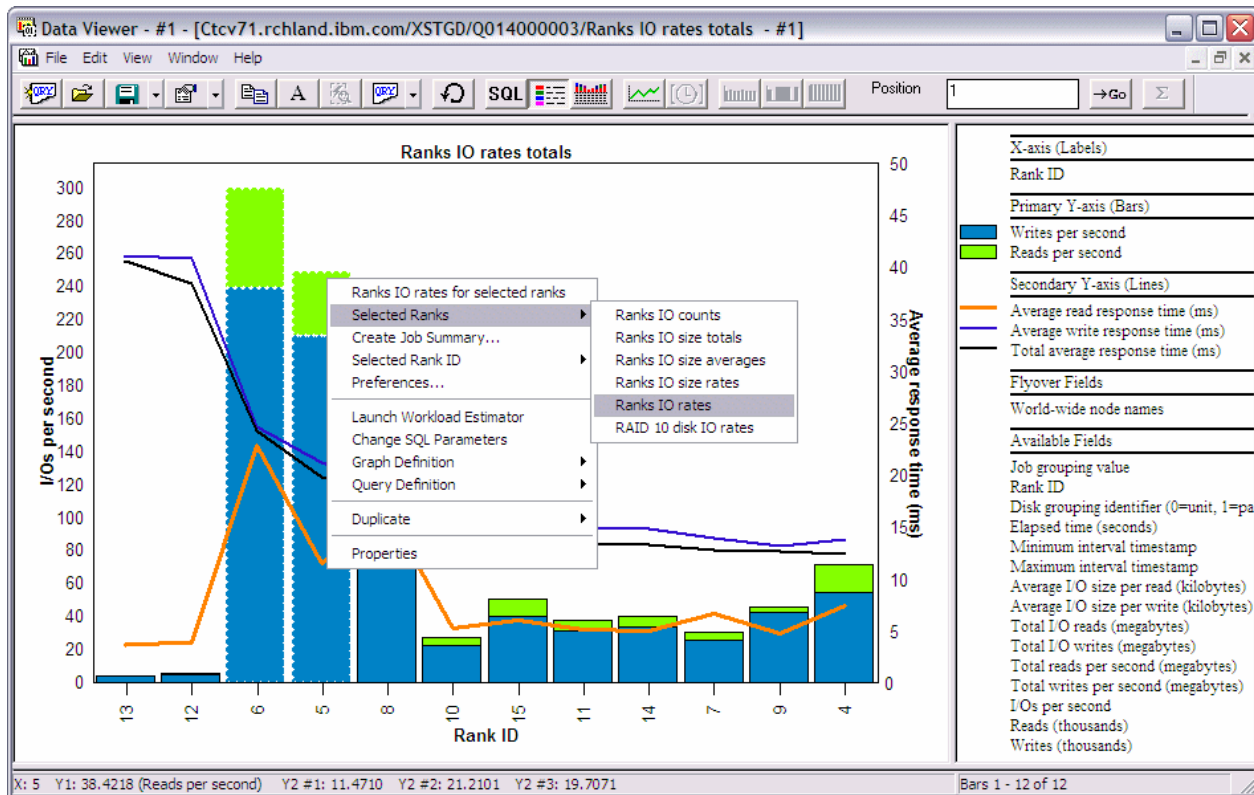 Data Viewer - #1 - [Ctcv71.rchland.ibm.com/XSTGD/Q014000003/Ranks IO rates totals - #1]
File Edit View Window Help
QRY A QRY SQL Position 1 →Go Σ
Ranks IO rates totals
I/Os per second
300
280
260
240
220
200
180
160
140
120
100
80
60
40
20
0
Ranks IO rates for selected ranks
Selected Ranks
Create Job Summary...
Selected Rank ID
Preferences...
Launch Workload Estimator
Change SQL Parameters
Graph Definition
Query Definition
Duplicate
Properties
Ranks IO counts
Ranks IO size totals
Ranks IO size averages
Ranks IO size rates
Ranks IO rates
RAID 10 disk IO rates
50
45
40
35
30
25
20
15
10
5
0
Average response time (ms)
13 12 6 5 8 10 15 11 14 7 9 4
Rank ID
X-axis (Labels)
Rank ID
Primary Y-axis (Bars)
Writes per second
Reads per second
Secondary Y-axis (Lines)
Average read response time (ms)
Average write response time (ms)
Total average response time (ms)
Flyover Fields
World-wide node names
Available Fields
Job grouping value
Rank ID
Disk grouping identifier (0=unit, 1=pa
Elapsed time (seconds)
Minimum interval timestamp
Maximum interval timestamp
Average I/O size per read (kilobytes)
Average I/O size per write (kilobytes)
Total I/O reads (megabytes)
Total I/O writes (megabytes)
Total reads per second (megabytes)
Total writes per second (megabytes)
I/Os per second
Reads (thousands)
Writes (thousands)
X: 5 Y1: 38.4218 (Reads per second) Y2 #1: 11.4710 Y2 #2: 21.2101 Y2 #3: 19.7071
Bars 1 - 12 of 12